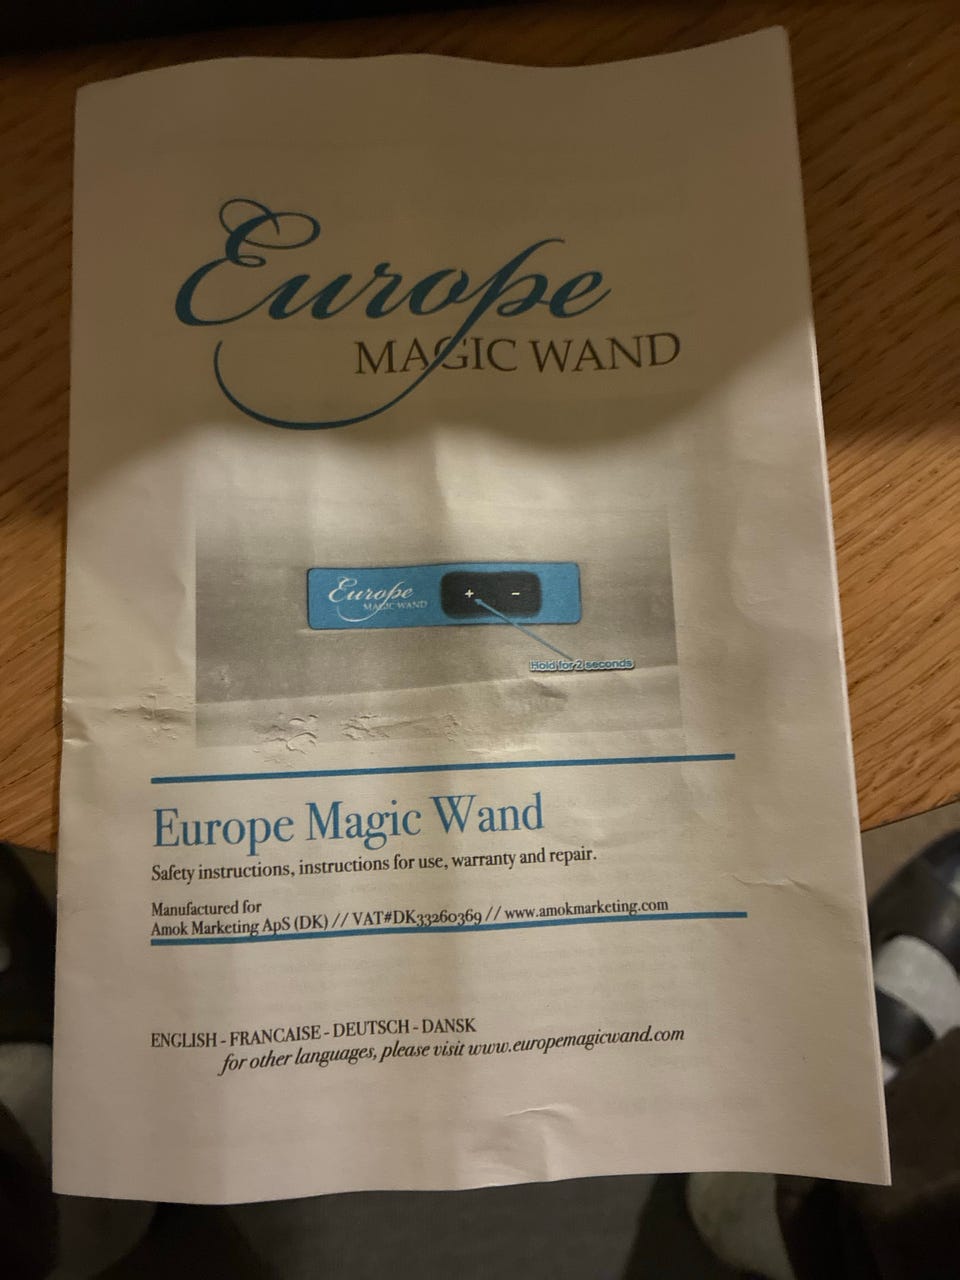 Europe
MAGIC WAND
Europe
MAGIC WAND
+ −
Hold for 2 seconds
Europe Magic Wand
Safety instructions, instructions for use, warranty and repair.
Manufactured for
Amok Marketing ApS (DK) // VAT#DK33260369 // www.amokmarketing.com
ENGLISH - FRANCAISE - DEUTSCH - DANSK
for other languages, please visit www.europemagicwand.com